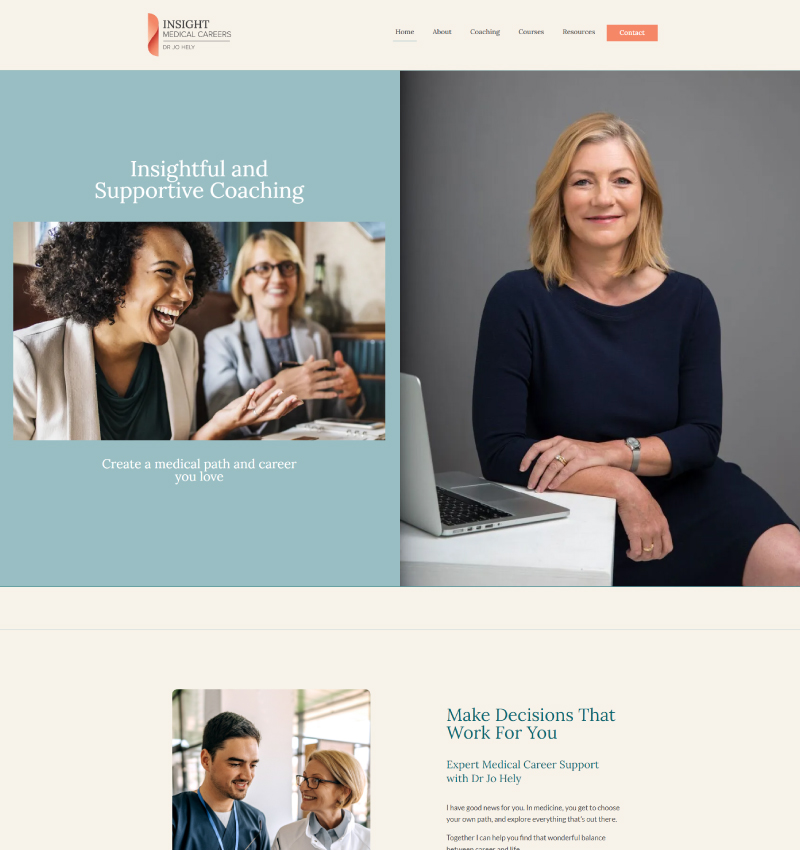 INSIGHT
MEDICAL CAREERS
DR JO HELY
Home About Coaching Courses Resources Contact
Insightful and
Supportive Coaching
Create a medical path and career
you love
Make Decisions That
Work For You
Expert Medical Career Support
with Dr Jo Hely
I have good news for you. In medicine, you get to choose
your own path, and explore everything that's out there.
Together I can help you find that wonderful balance
between career and life.